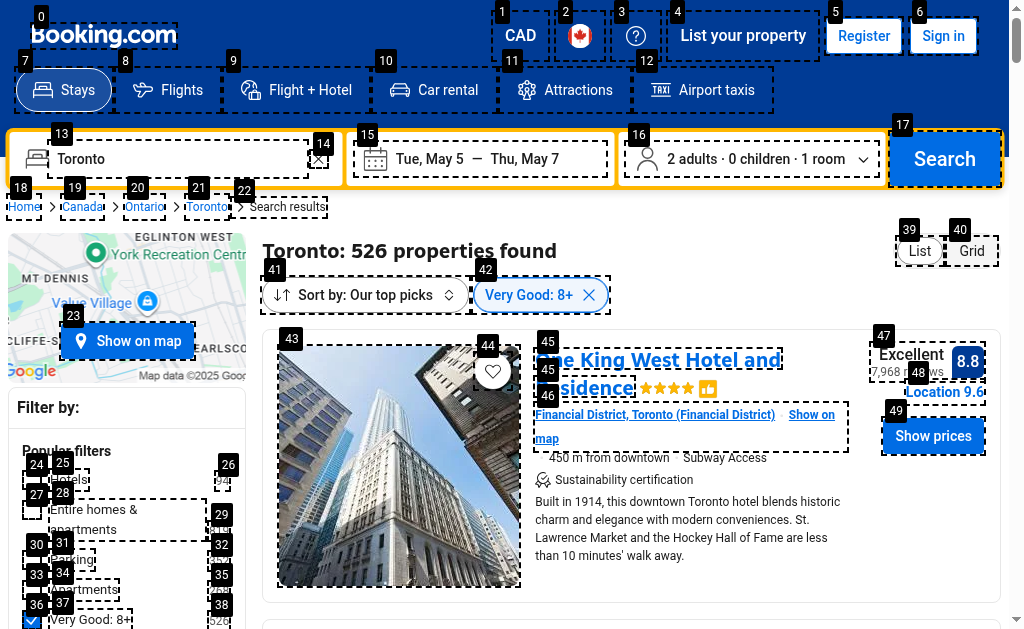 0 1 2 3 4 5 6
Booking.com CAD List your property Register Sign in
7 8 9 10 11 12
Stays Flights Flight + Hotel Car rental Attractions Airport taxis
13 14 15 16 17
Toronto Tue, May 5 — Thu, May 7 2 adults · 0 children · 1 room Search
18 19 20 21 22
Home Canada Ontario Toronto Search results
EGLINTON WEST
York Recreation Centr
MT DENNIS
Value Village
23
CLIFFE-S
Show on map
EARLSCO
Google
Map data ©2025 Goog
Filter by:
Popular filters
24 25 26
Hotels 94
27 28
Entire homes &
29
apartments
30 31 32
Parking
33 34 35
Apartments
36 37 38
Very Good: 8+ 526
39 40
Toronto: 526 properties found List Grid
41 42
Sort by: Our top picks Very Good: 8+
43 44 45 47
One King West Hotel and Excellent 8.8
7,968
45 48
Residence Location 9.6
46 49
Financial District, Toronto (Financial District) Show on
map
Show prices
450 m from downtown Subway Access
Sustainability certification
Built in 1914, this downtown Toronto hotel blends historic
charm and elegance with modern conveniences. St.
Lawrence Market and the Hockey Hall of Fame are less
than 10 minutes' walk away.